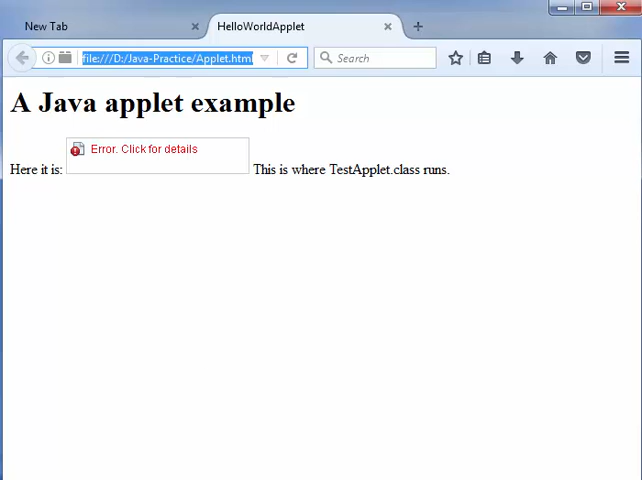 New Tab
HelloWorldApplet
file:///D:/Java-Practice/Applet.html
Search
A Java applet example
Error. Click for details
Here it is: This is where TestApplet.class runs.